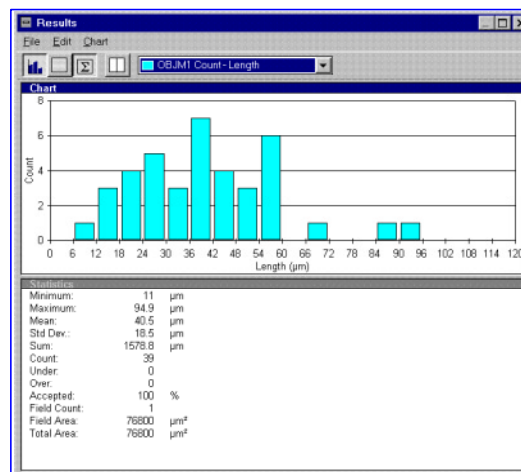 Results
File Edit Chart
OBJM1 Count - Length
Chart
8
6
4
2
0
Count
0 6 12 18 24 30 36 42 48 54 60 66 72 78 84 90 96 102 108 114 120
Length (µm)
Statistics
Minimum: 11 µm
Maximum: 94.9 µm
Mean: 40.5 µm
Std Dev.: 18.5 µm
Sum: 1578.8 µm
Count: 39
Under: 0
Over: 0
Accepted: 100 %
Field Count: 1
Field Area: 76800 µm²
Total Area: 76800 µm²